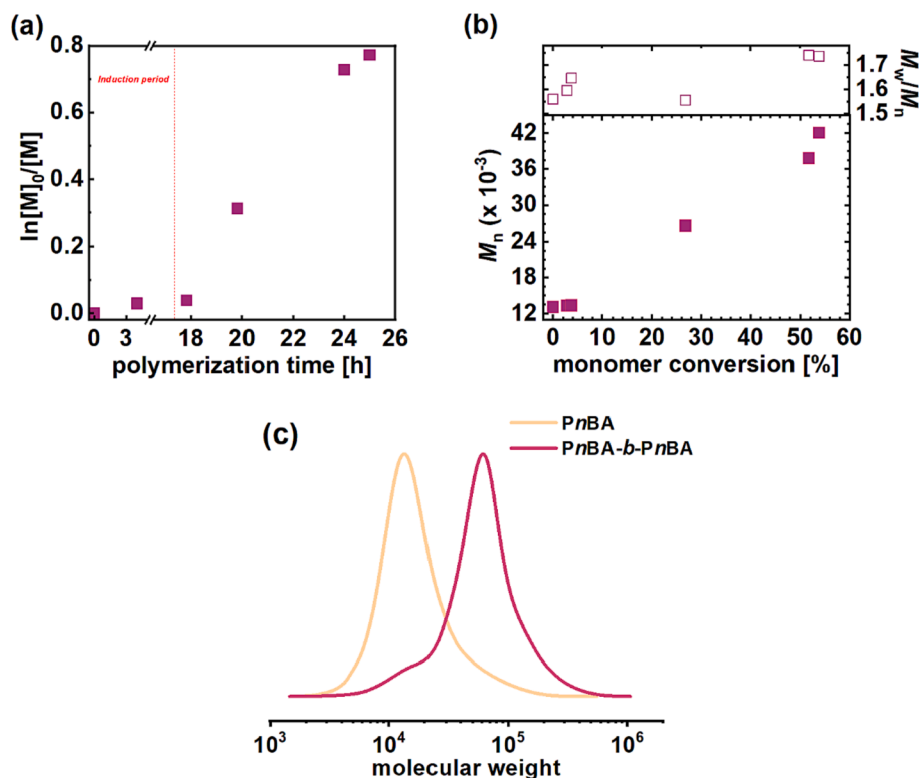 (a)
0.8
0.6
0.4
0.2
0.0
ln[M]₀/[M]
Induction period
0 3 18 20 22 24 26
polymerization time [h]
(b)
1.7
1.6
1.5
Mw/Mn
42
36
30
24
18
12
Mn (x 10⁻³)
0 10 20 30 40 50 60
monomer conversion [%]
(c)
PnBA
PnBA-b-PnBA
10³ 10⁴ 10⁵ 10⁶
molecular weight